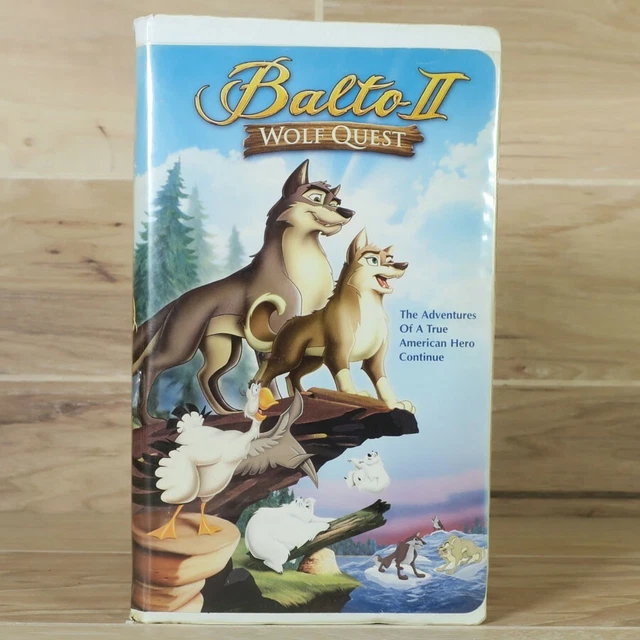 Balto II
WOLF QUEST
The Adventures
Of A True
American Hero
Continue